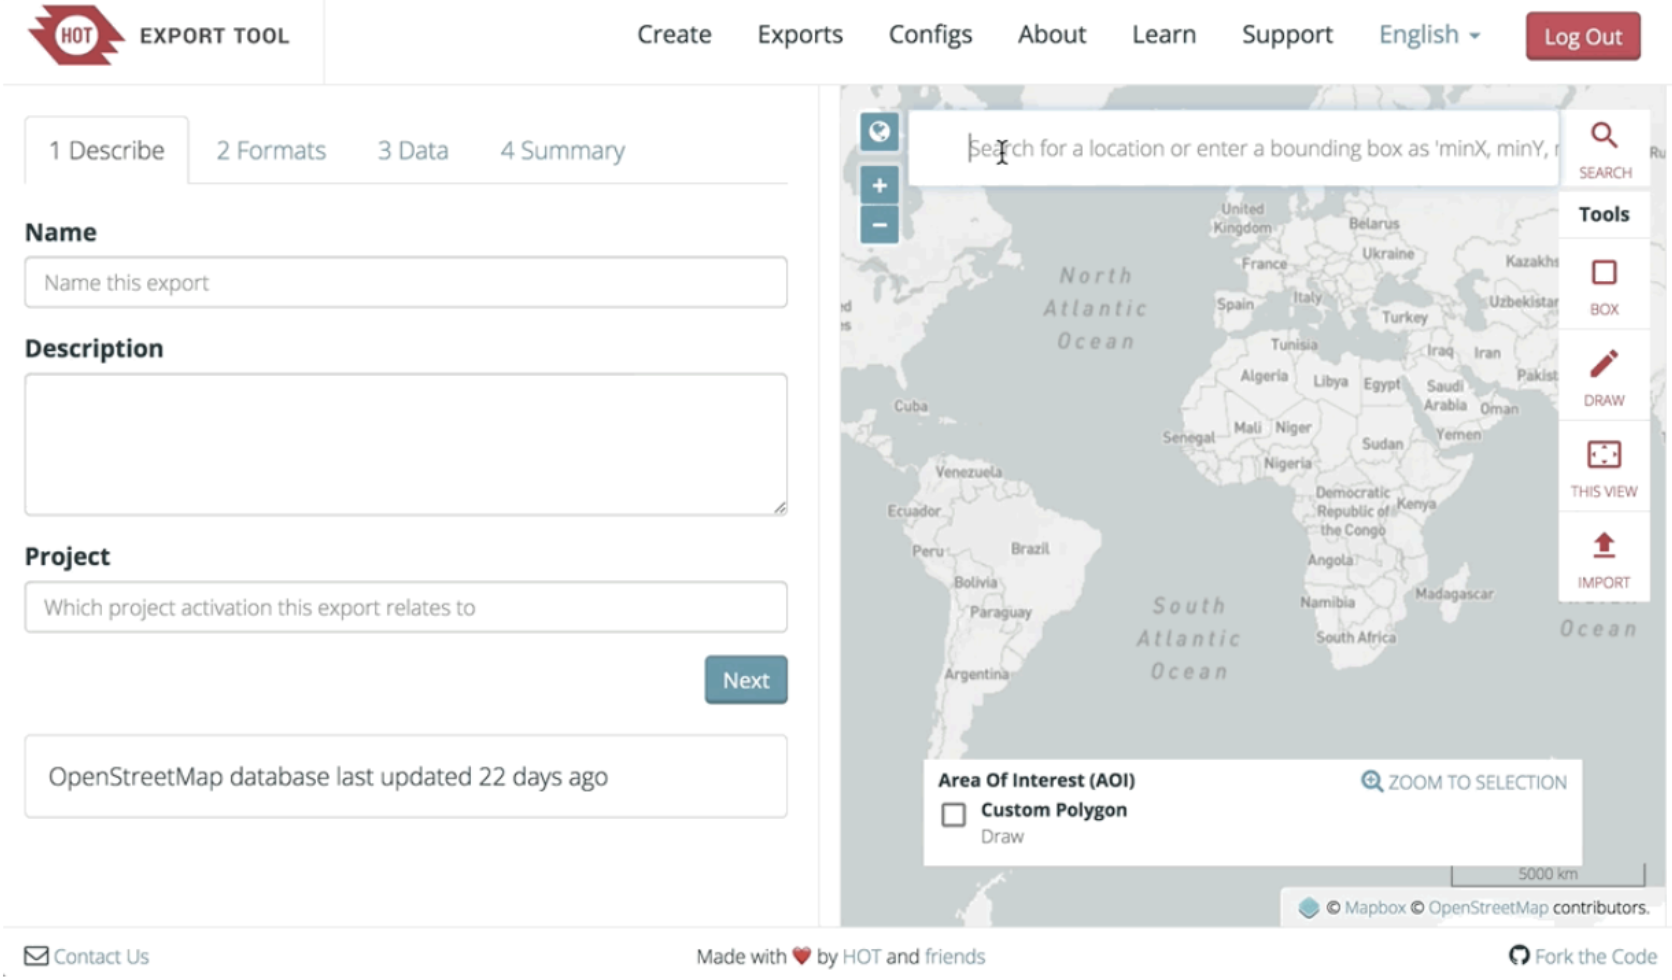 HOT EXPORT TOOL
Create Exports Configs About Learn Support English Log Out
1 Describe 2 Formats 3 Data 4 Summary
Name
Name this export
Description
Project
Which project activation this export relates to
Next
OpenStreetMap database last updated 22 days ago
+
−
Search for a location or enter a bounding box as 'minX, minY,
SEARCH
Tools
BOX
DRAW
THIS VIEW
IMPORT
United
Kingdom
Belarus
Ukraine
France
Kazakhs
North
Atlantic
Ocean
Spain
Italy
Uzbekistan
Turkey
Tunisia
Iraq
Iran
Algeria
Libya
Egypt
Saudi
Arabia
Pakist
Oman
Cuba
Mali
Niger
Senegal
Sudan
Yemen
Nigeria
Venezuela
Democratic
Republic of
the Congo
Kenya
Ecuador
Peru
Brazil
Angola
Bolivia
Madagascar
Namibia
Paraguay
South
Atlantic
Ocean
South Africa
Ocean
Argentina
Area Of Interest (AOI)
ZOOM TO SELECTION
Custom Polygon
Draw
5000 km
© Mapbox © OpenStreetMap contributors.
Contact Us
Made with ❤ by HOT and friends
Fork the Code